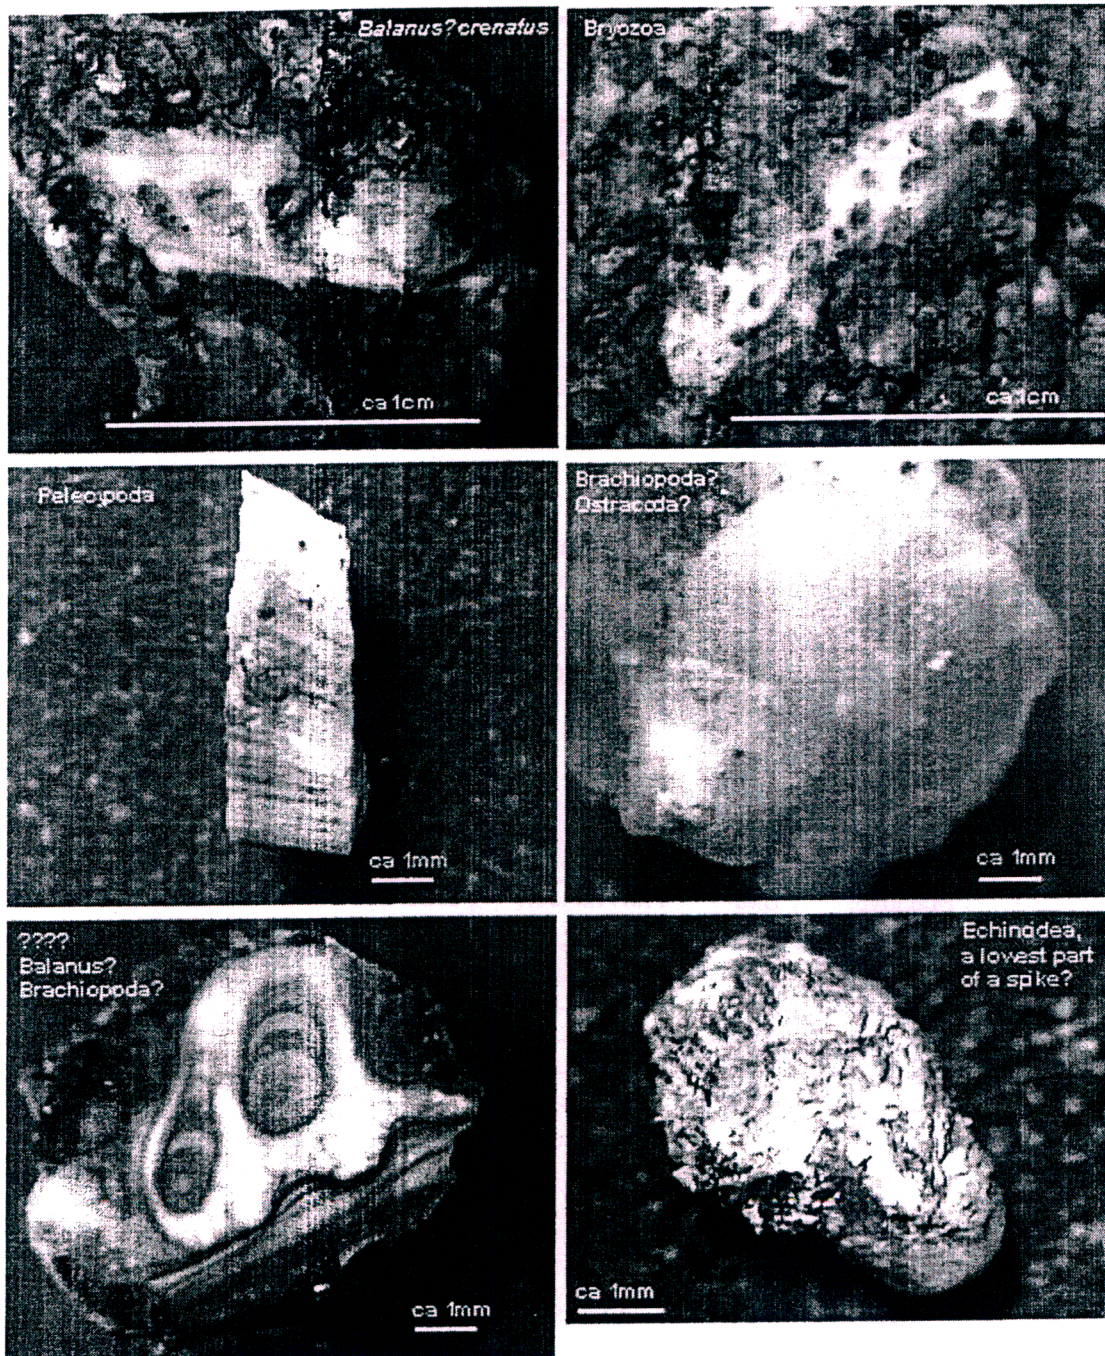 Balanus? crenatus
ca 1cm
Bryozoa
ca 1cm
Pelecipoda
ca 1mm
Brachiopoda?
Ostracoda?
ca 1mm
????
Balanus?
Brachiopoda?
ca 1mm
Echinoidea,
a lowest part
of a spike?
ca 1mm